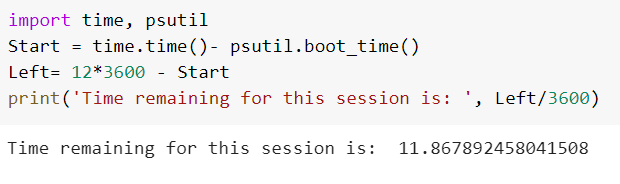 import time, psutil
Start = time.time()- psutil.boot_time()
Left= 12*3600 - Start
print('Time remaining for this session is: ', Left/3600)
Time remaining for this session is:  11.867892458041508